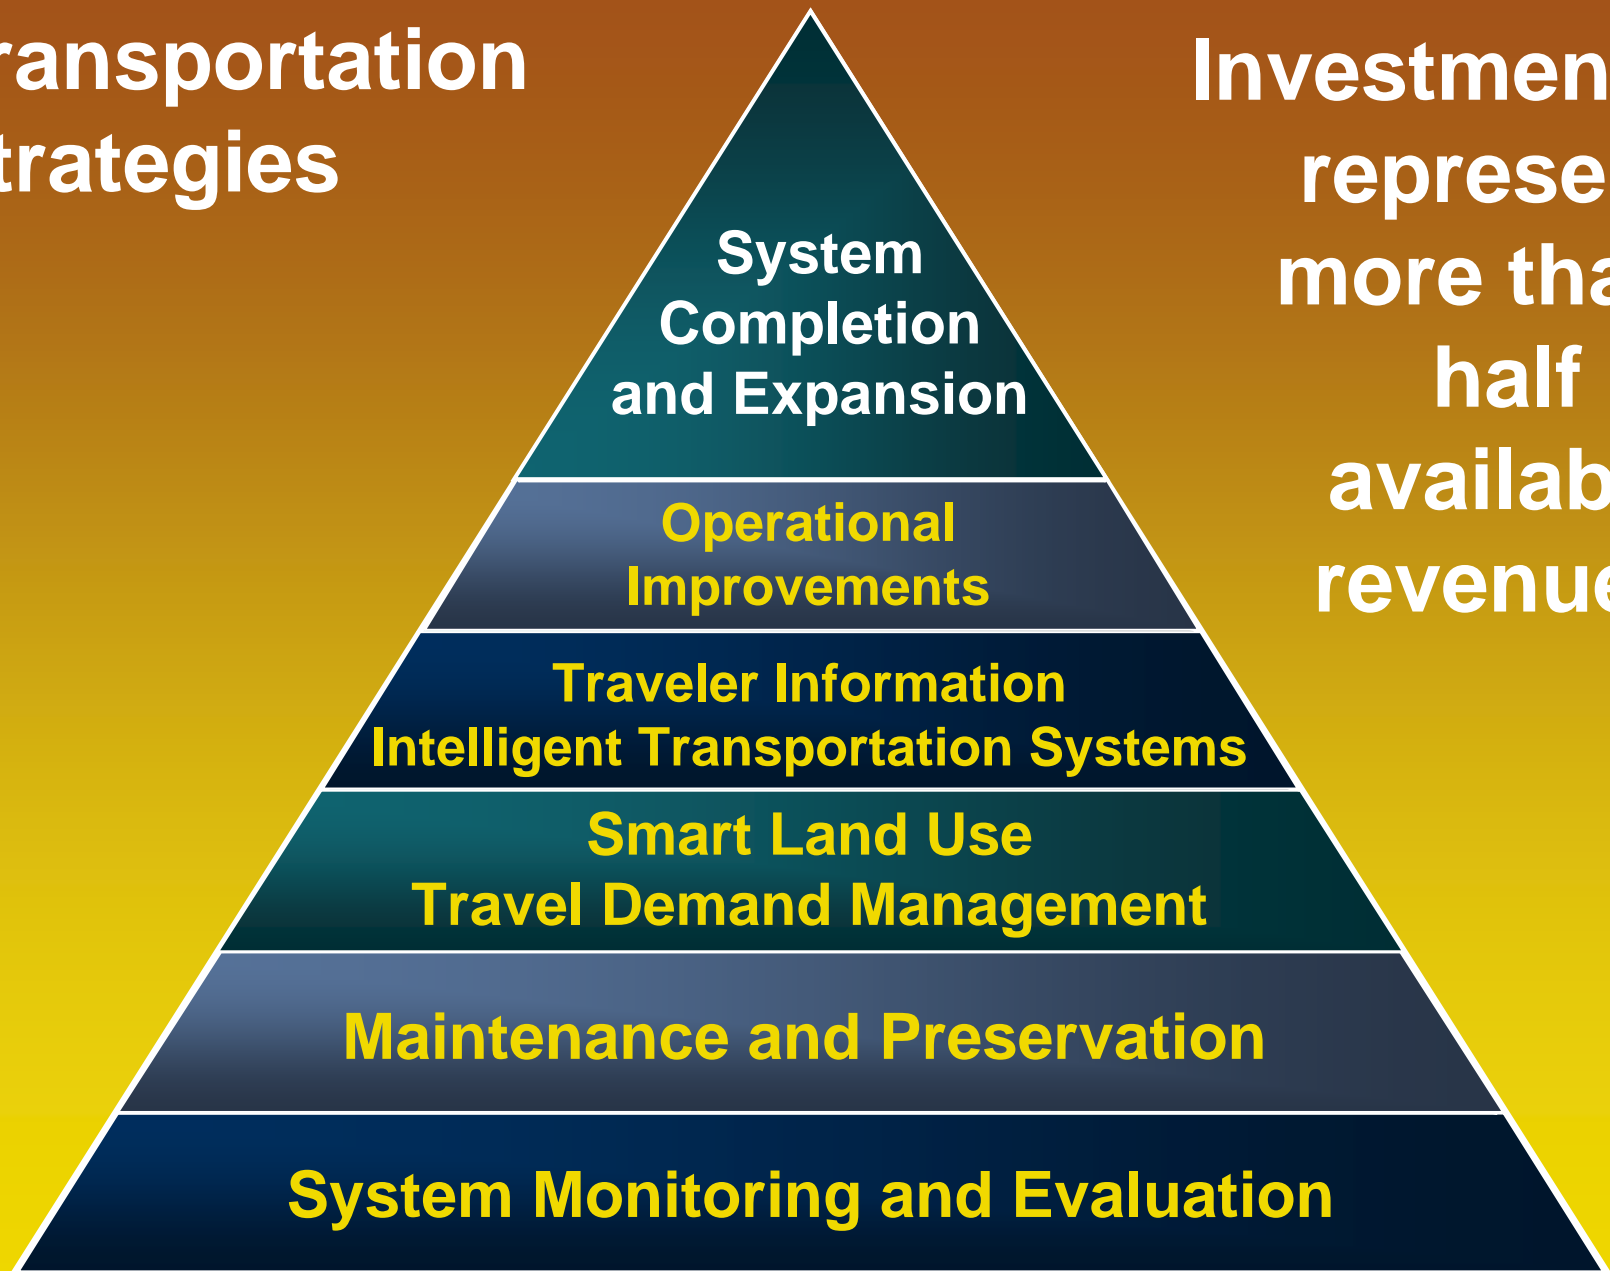 ransportation
trategies
Investmen
represe
more tha
half
availab
revenue
System
Completion
and Expansion
Operational
Improvements
Traveler Information
Intelligent Transportation Systems
Smart Land Use
Travel Demand Management
Maintenance and Preservation
System Monitoring and Evaluation